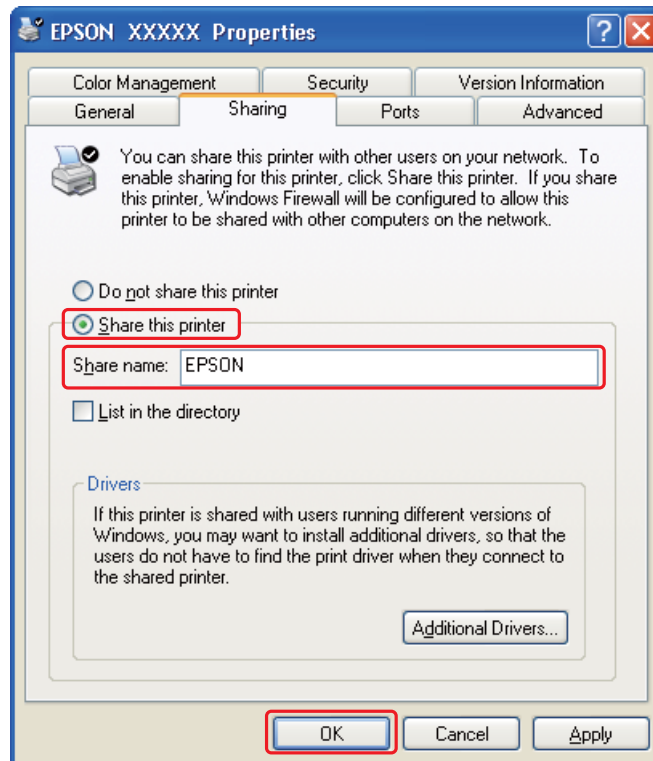 EPSON XXXXX Properties
Color Management
Security
Version Information
General
Sharing
Ports
Advanced
You can share this printer with other users on your network. To
enable sharing for this printer, click Share this printer. If you share
this printer, Windows Firewall will be configured to allow this
printer to be shared with other computers on the network.
Do not share this printer
Share this printer
Share name: EPSON
List in the directory
Drivers
If this printer is shared with users running different versions of
Windows, you may want to install additional drivers, so that the
users do not have to find the print driver when they connect to
the shared printer.
Additional Drivers...
OK
Cancel
Apply